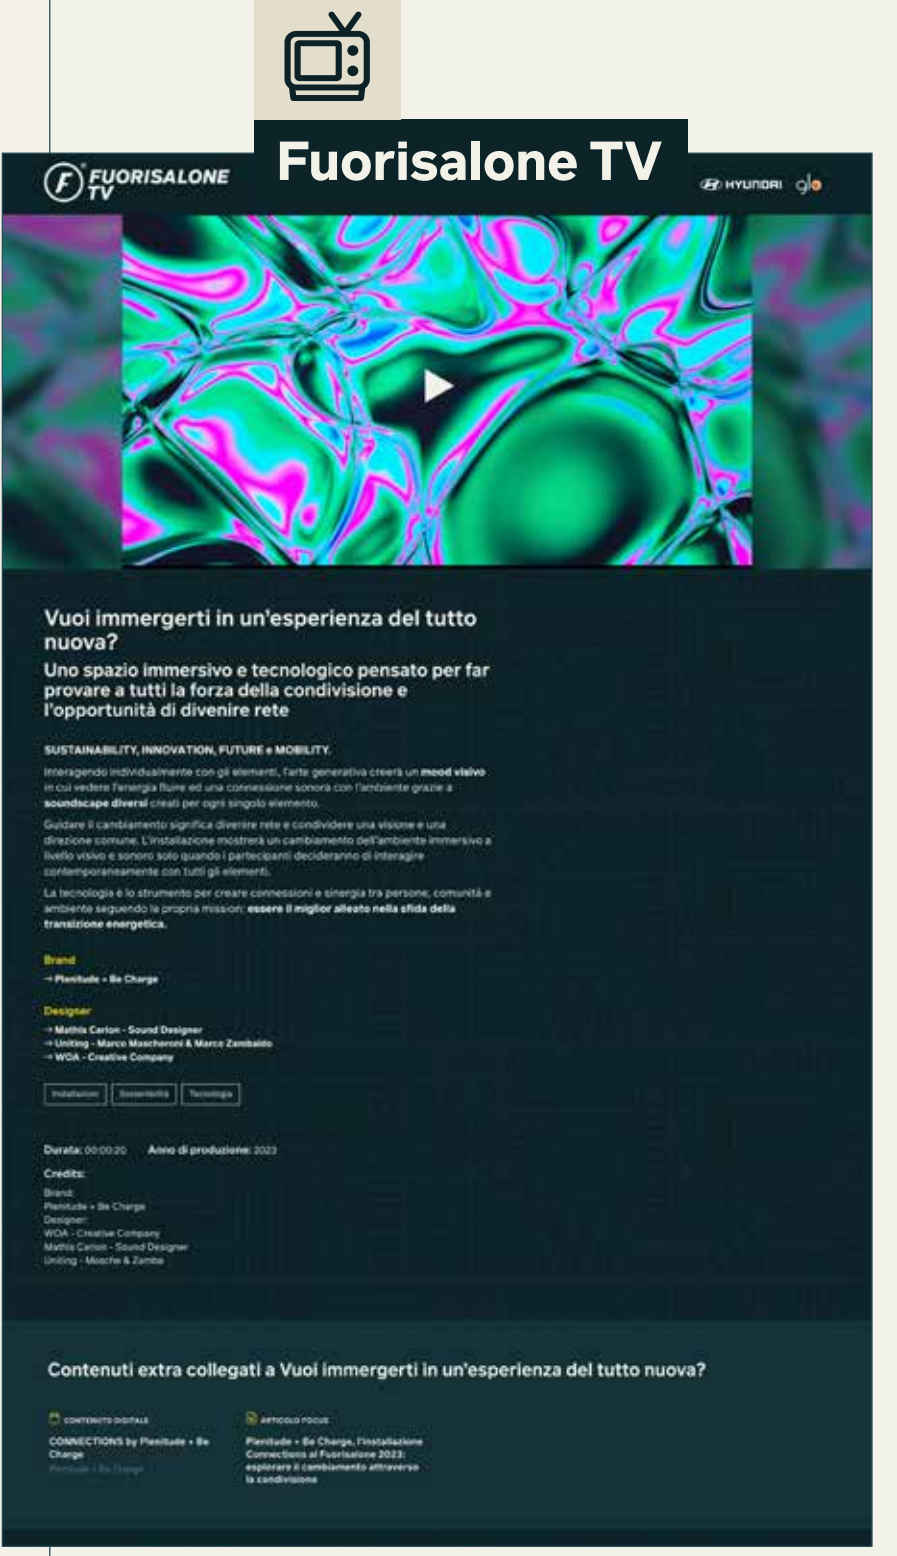 Fuorisalone TV
FUORISALONE
TV
HYUNDAI glo
Vuoi immergerti in un'esperienza del tutto
nuova?
Uno spazio immersivo e tecnologico pensato per far
provare a tutti la forza della condivisione e
l'opportunità di divenire rete
SUSTAINABILITY, INNOVATION, FUTURE e MOBILITY.
Interagendo individualmente con gli elementi, l'arte generativa creerà un mood visivo
in cui vedere l'energia fluire ed una connessione sonora con l'ambiente grazie a
soundscape diversi creati per ogni singolo elemento.
Guidare il cambiamento significa divenire rete e condividere una visione e una
direzione comune. L'installazione mostrerà un cambiamento dell'ambiente immersivo a
livello visivo e sonoro solo quando i partecipanti decideranno di interagire
contemporaneamente con tutti gli elementi.
La tecnologia è lo strumento per creare connessioni e sinergia tra persone, comunità e
ambiente seguendo la propria mission: essere il miglior alleato nella sfida della
transizione energetica.
Brand
→ Plenitude + Be Charge
Designer
→ Mathis Carion - Sound Designer
→ Uniting - Marco Mascheroni & Marco Zambaldo
→ WOA - Creative Company
Installazioni Sostenibilità Tecnologia
Durata: 00:00:20 Anno di produzione: 2023
Credits:
Brand:
Plenitude + Be Charge
Designer:
WOA - Creative Company
Mathis Carion - Sound Designer
Uniting - Masche & Zamba
Contenuti extra collegati a Vuoi immergerti in un'esperienza del tutto nuova?
CONTENUTO DIGITALE
CONNECTIONS by Plenitude + Be
Charge
Plenitude + Be Charge
ARTICOLO FOCUS
Plenitude + Be Charge, l'installazione
Connections al Fuorisalone 2023:
esplorare il cambiamento attraverso
la condivisione